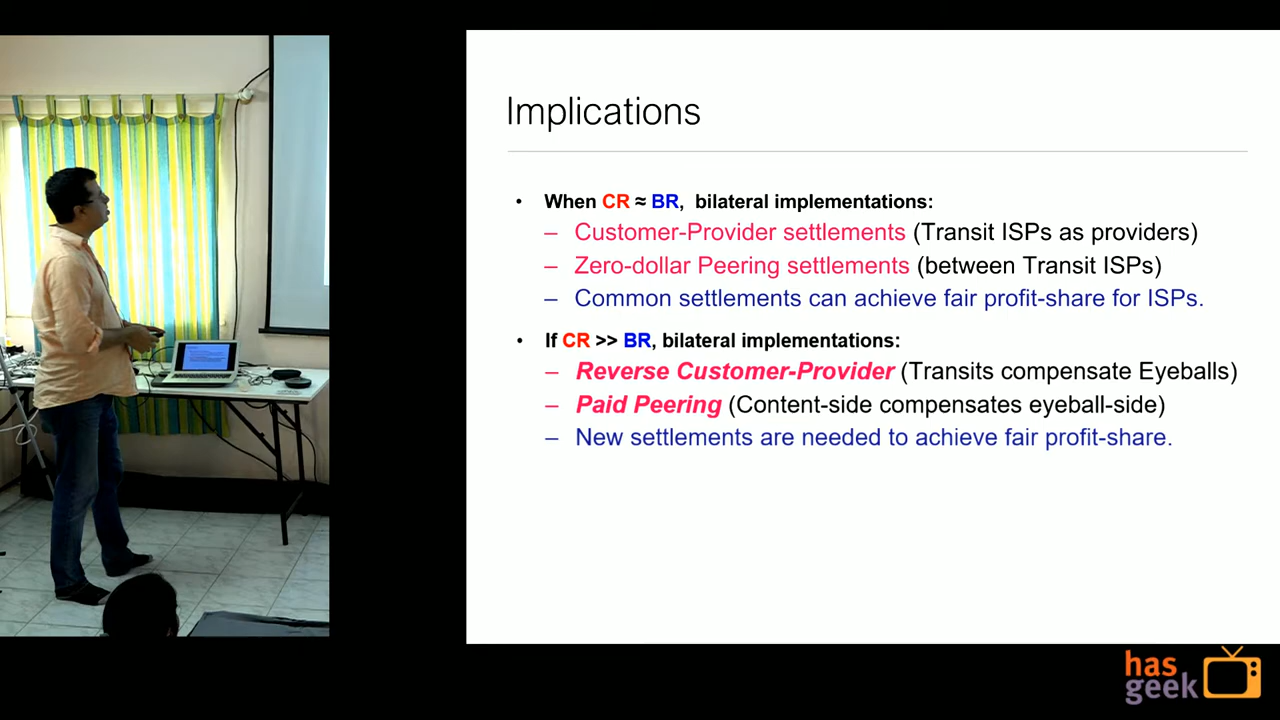 Implications
• When CR ≈ BR, bilateral implementations:
– Customer-Provider settlements (Transit ISPs as providers)
– Zero-dollar Peering settlements (between Transit ISPs)
– Common settlements can achieve fair profit-share for ISPs.
• If CR >> BR, bilateral implementations:
– Reverse Customer-Provider (Transits compensate Eyeballs)
– Paid Peering (Content-side compensates eyeball-side)
– New settlements are needed to achieve fair profit-share.
has
geek